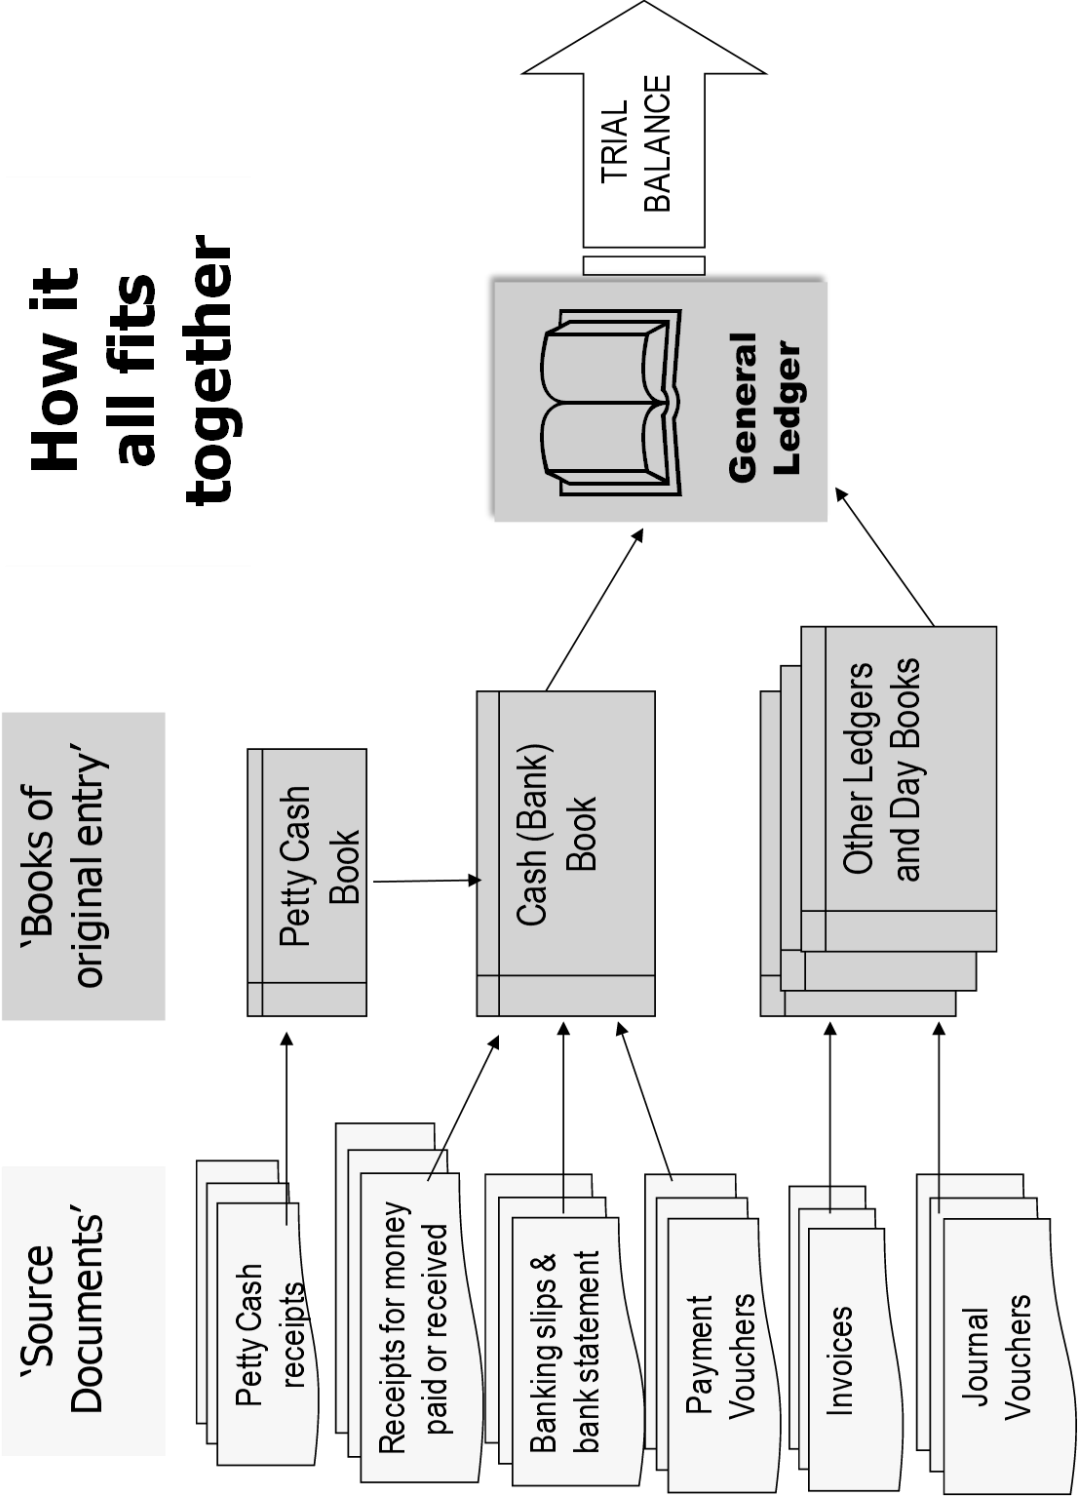 ‘Source
Documents’
‘Books of
original entry’
How it
all fits
together
Petty Cash
receipts
Petty Cash
Book
Receipts for money
paid or received
Banking slips &
bank statement
Cash (Bank)
Book
Payment
Vouchers
Invoices
Journal
Vouchers
Other Ledgers
and Day Books
General
Ledger
TRIAL
BALANCE